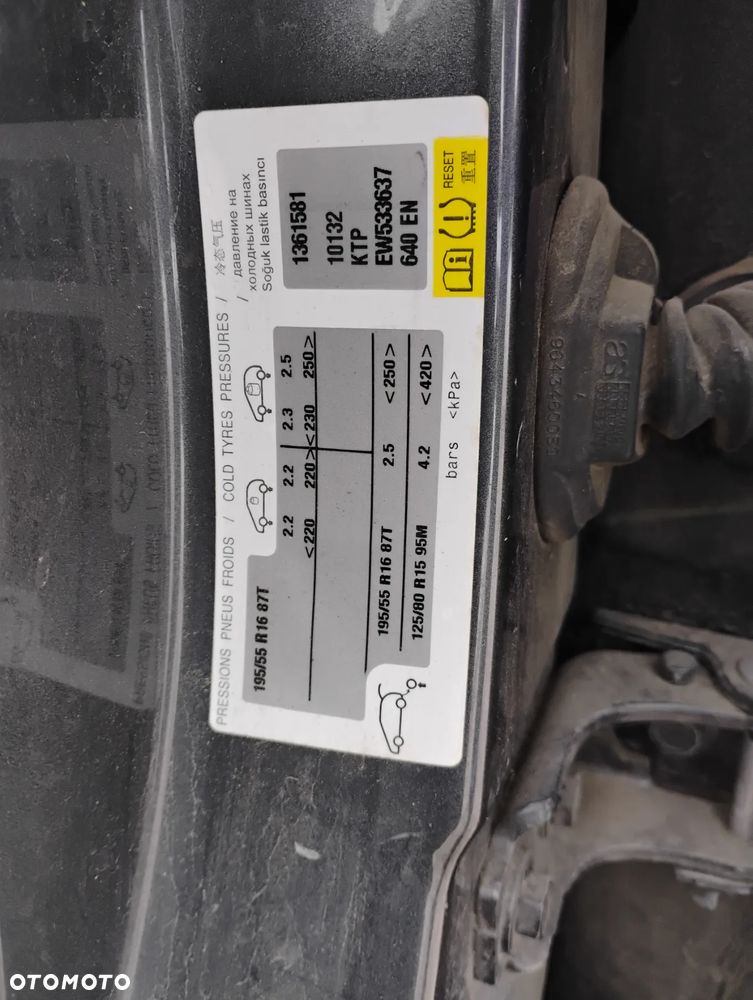 PRESSIONS PNEUS FROIDS / COLD TYRES PRESSURES / 冷态气压
/ давление на
холодных шинах
Soğuk lastik basıncı
195/55 R16 87T
2.2 2.2 2.3 2.5
<220 220> <230 250>
195/55 R16 87T 2.5 <250>
125/80 R15 95M 4.2 <420>
bars <kPa>
1361581
10132
KTP
EW533637
640 EN
RESET
重置
OTOMOTO